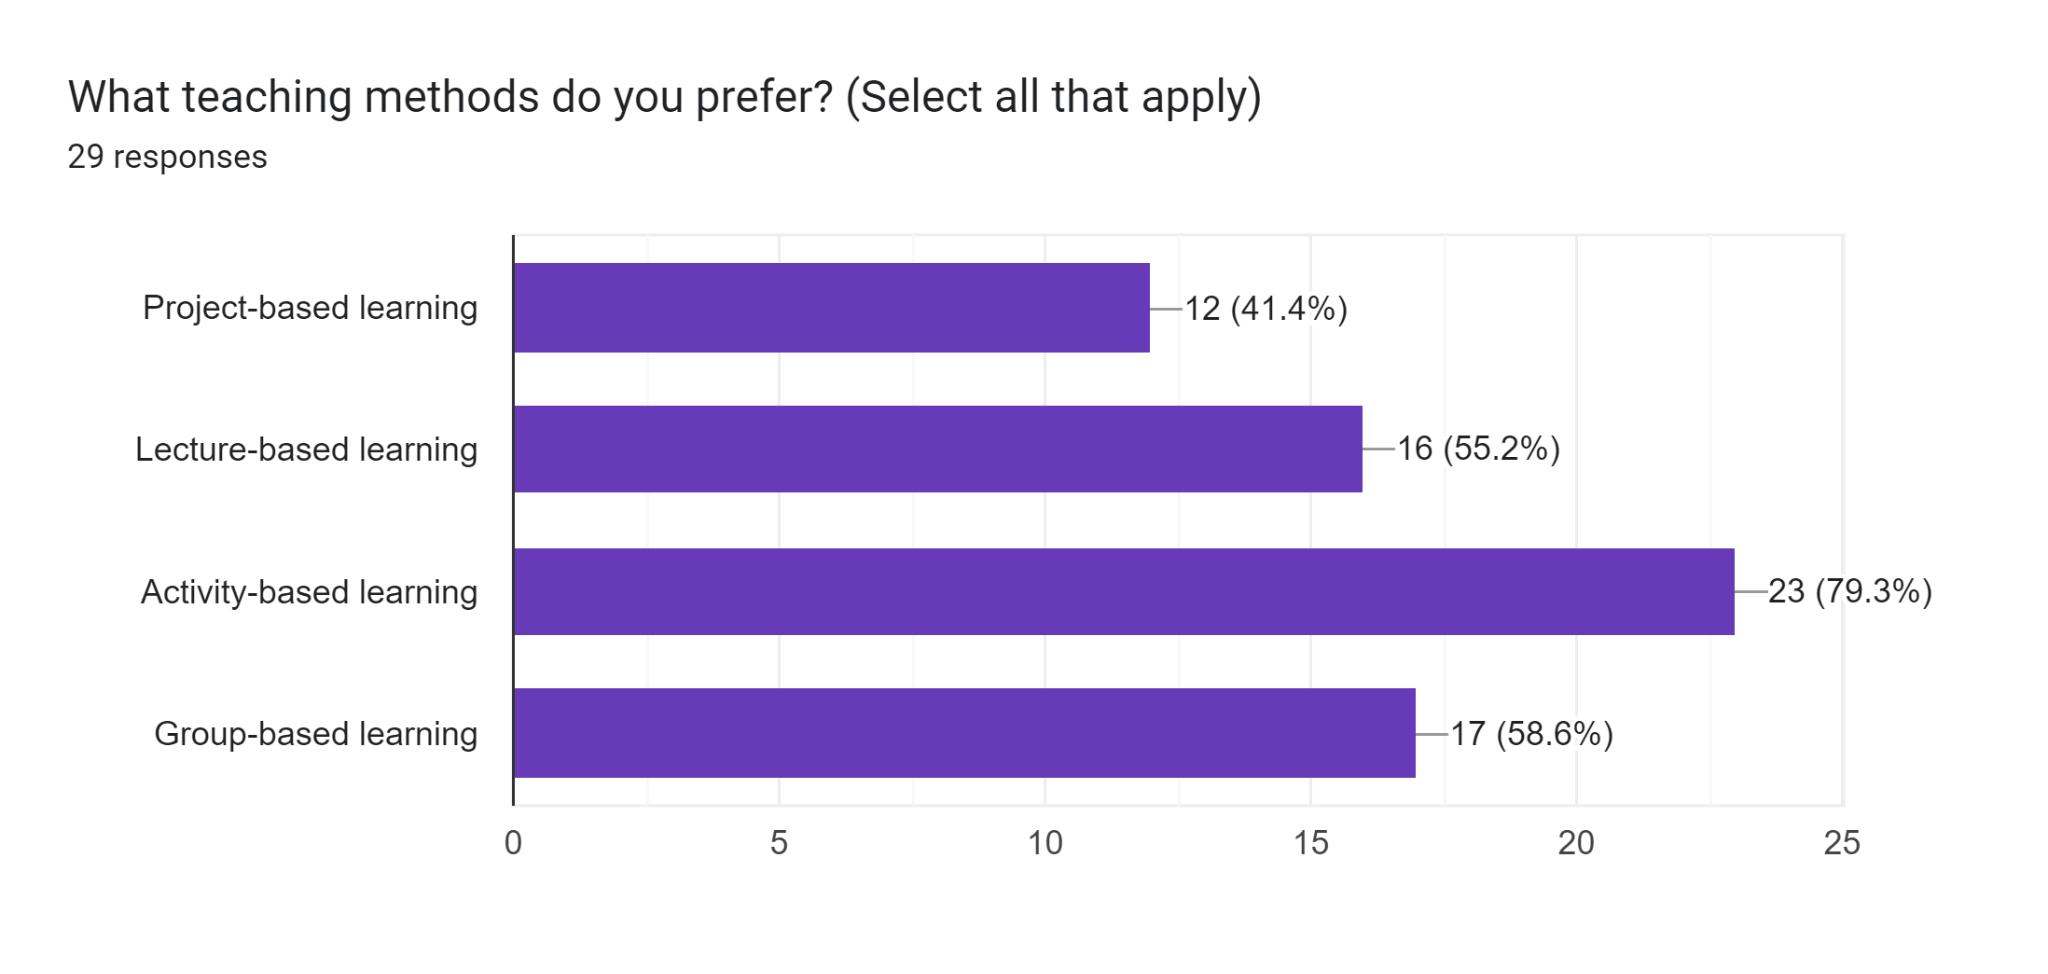 What teaching methods do you prefer? (Select all that apply)
29 responses
Project-based learning
12 (41.4%)
Lecture-based learning
16 (55.2%)
Activity-based learning
23 (79.3%)
Group-based learning
17 (58.6%)
0 5 10 15 20 25